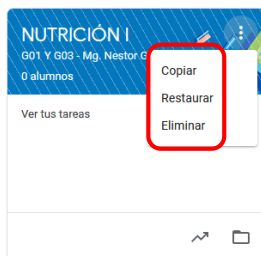 NUTRICIÓN I
G01 Y G03 - Mg. Nestor G
0 alumnos
Copiar
Restaurar
Eliminar
Ver tus tareas